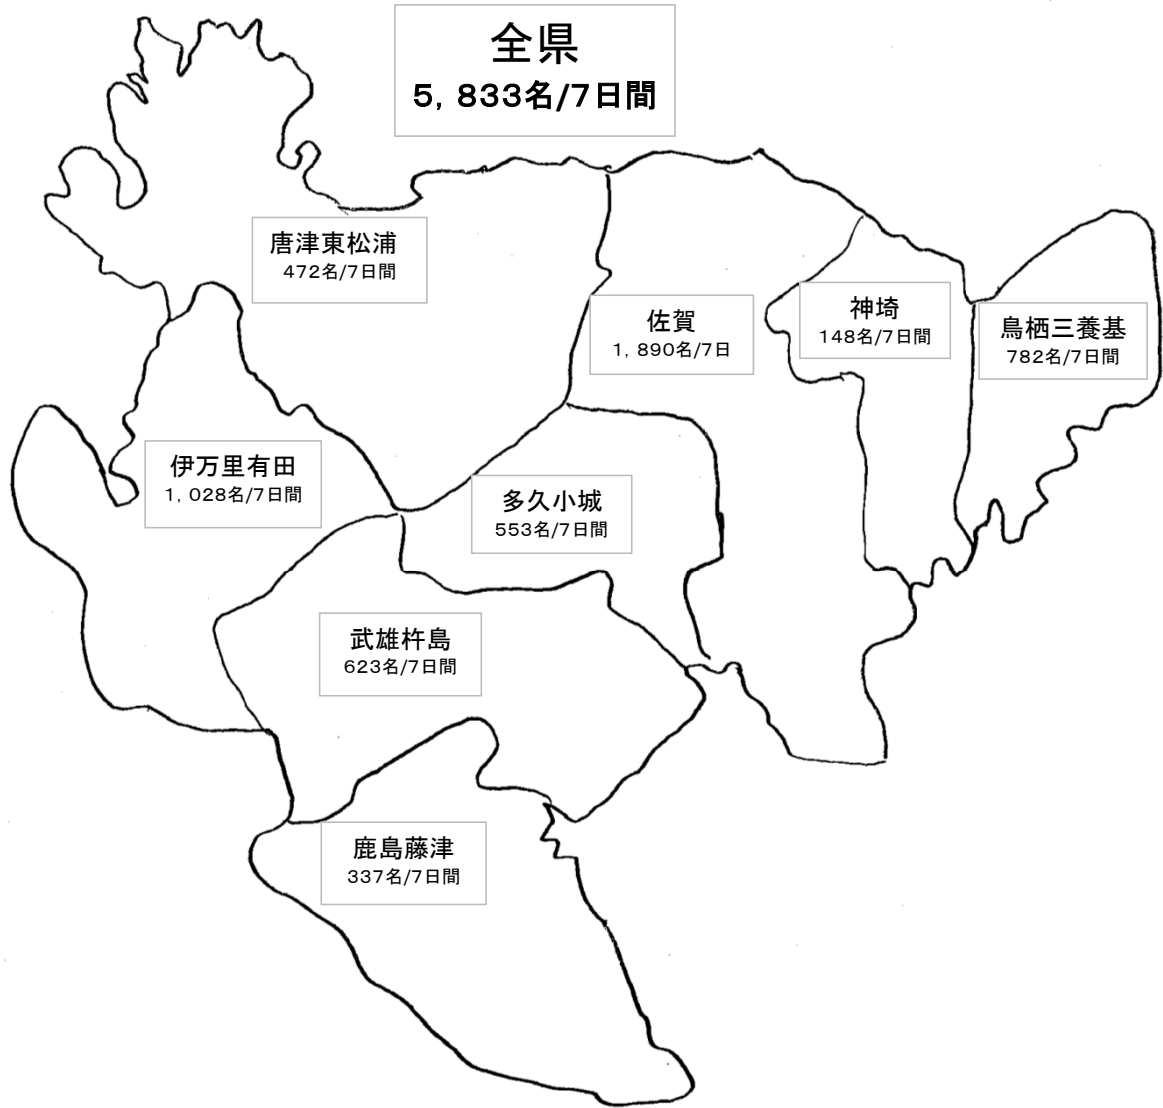 全県
5，833名/7日間
唐津東松浦
472名/7日間
佐賀
1，890名/7日
神埼
148名/7日間
鳥栖三養基
782名/7日間
伊万里有田
1，028名/7日間
多久小城
553名/7日間
武雄杵島
623名/7日間
鹿島藤津
337名/7日間